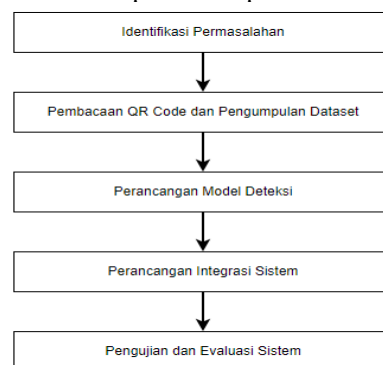 Identifikasi Permasalahan
Pembacaan QR Code dan Pengumpulan Dataset
Perancangan Model Deteksi
Perancangan Integrasi Sistem
Pengujian dan Evaluasi Sistem